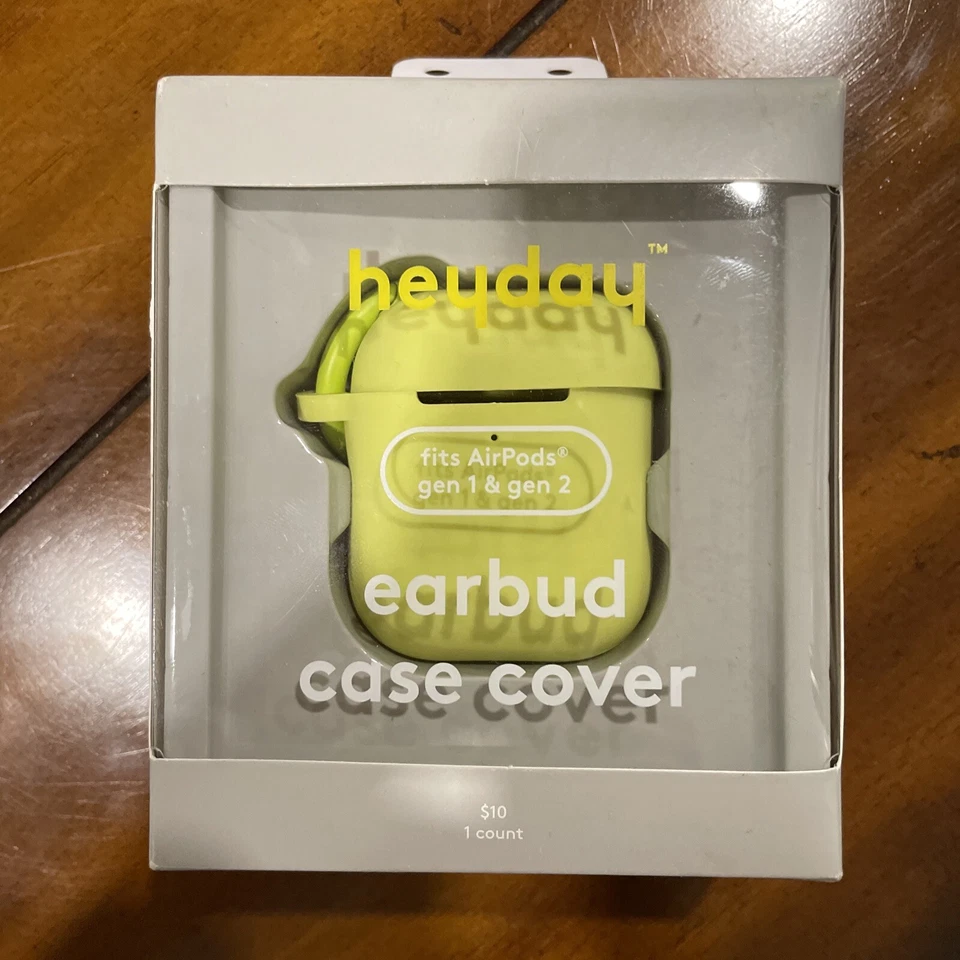 heyday™
fits AirPods®
gen 1 & gen 2
earbud
case cover
$10
1 count